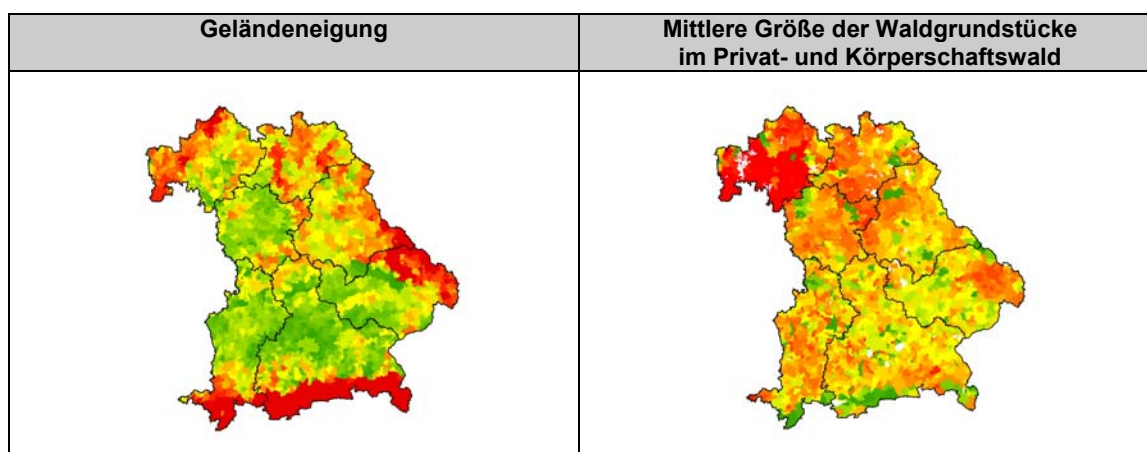 Geländeneigung
Mittlere Größe der Waldgrundstücke
im Privat- und Körperschaftswald